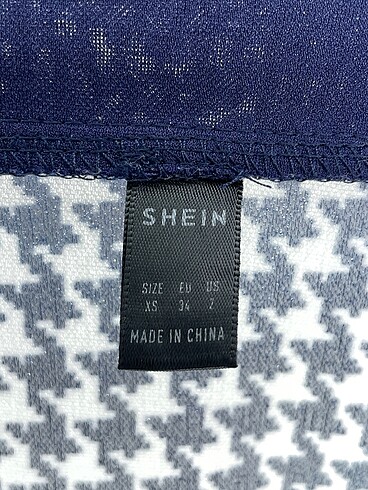 SHEIN
SIZE EU US
XS 34 2
MADE IN CHINA